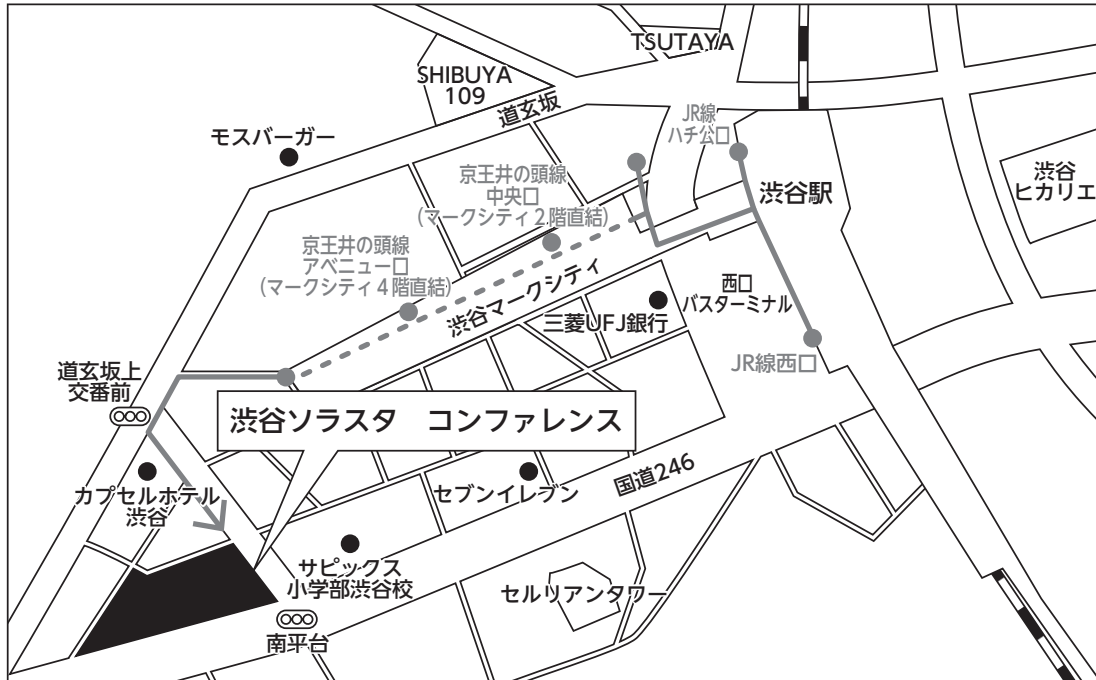 TSUTAYA
SHIBUYA
109
道玄坂
JR線
ハチ公口
モスバーガー
京王井の頭線
中央口
(マークシティ2階直結)
渋谷駅
渋谷
ヒカリエ
京王井の頭線
アベニュー口
(マークシティ4階直結)
渋谷マークシティ
西口
バスターミナル
三菱UFJ銀行
JR線西口
道玄坂上
交番前
渋谷ソラスタ　コンファレンス
カプセルホテル
渋谷
セブンイレブン
国道246
サピックス
小学部渋谷校
セルリアンタワー
南平台